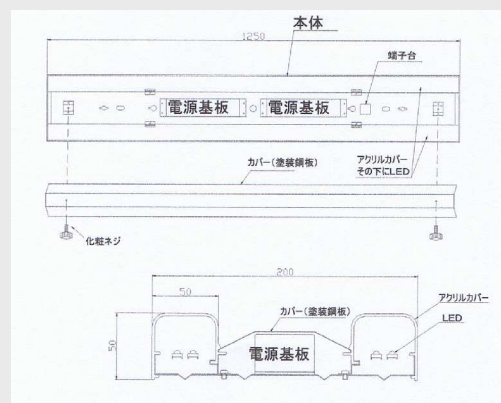 本体
1250
端子台
電源基板
電源基板
カバー(塗装鋼板)
アクリルカバー
その下にLED
化粧ネジ
200
50
カバー(塗装鋼板)
アクリルカバー
LED
50
電源基板